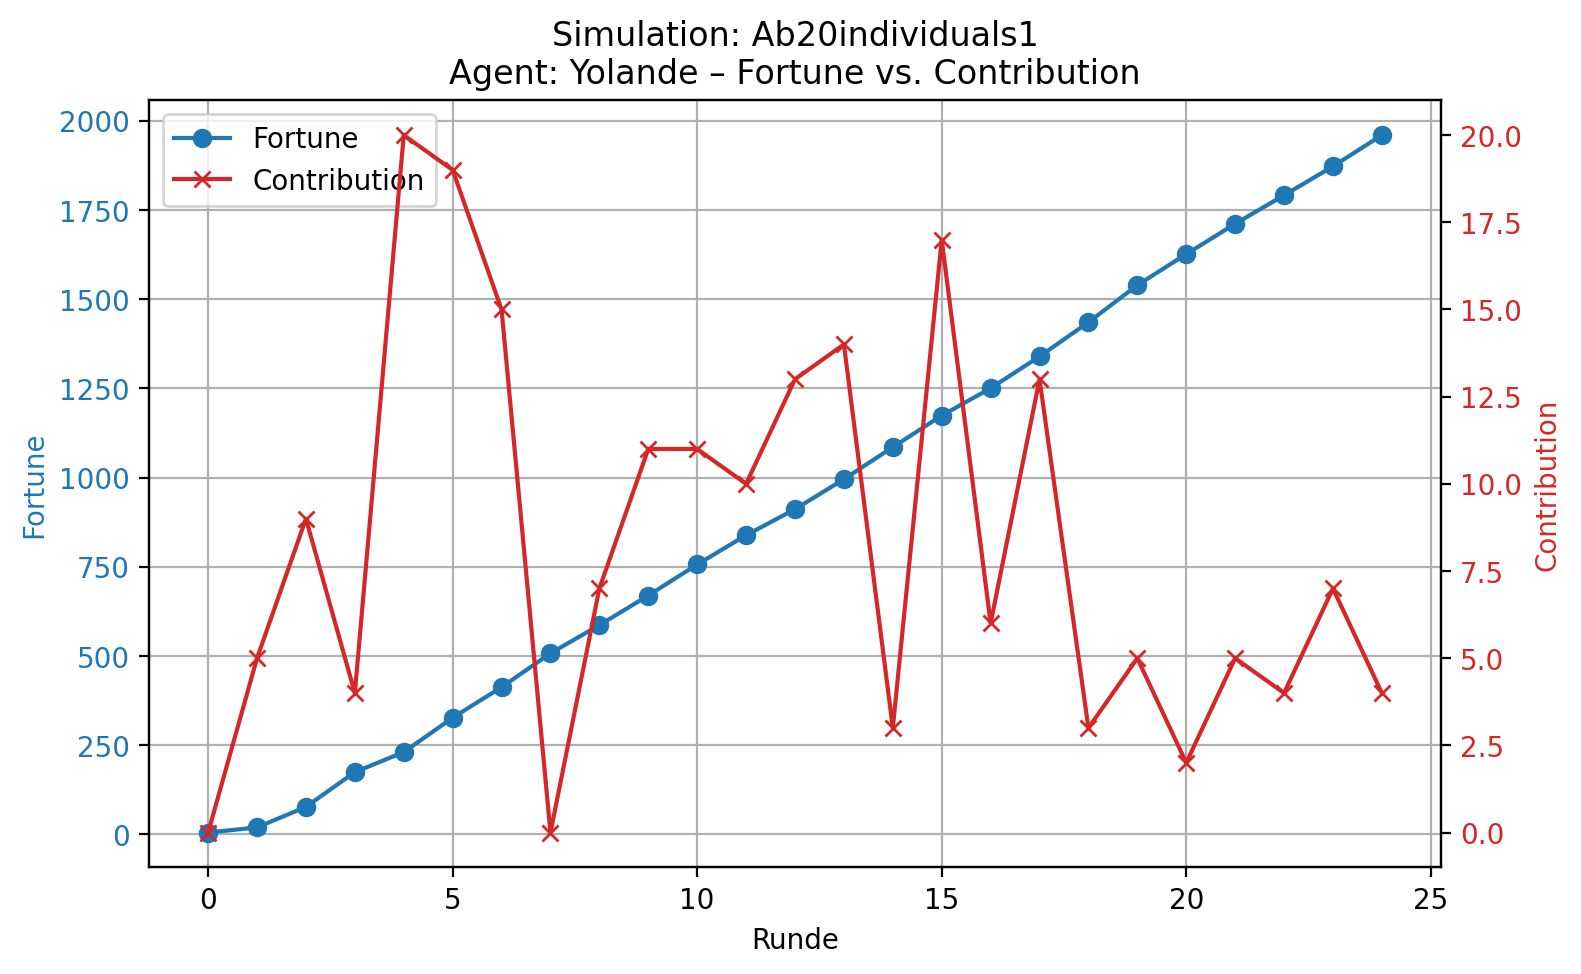 Simulation: Ab20individuals1
Agent: Yolande – Fortune vs. Contribution
Fortune
Contribution
2000
1750
1500
1250
1000
750
500
250
0
Fortune
20.0
17.5
15.0
12.5
10.0
7.5
5.0
2.5
0.0
Contribution
0 5 10 15 20 25
Runde